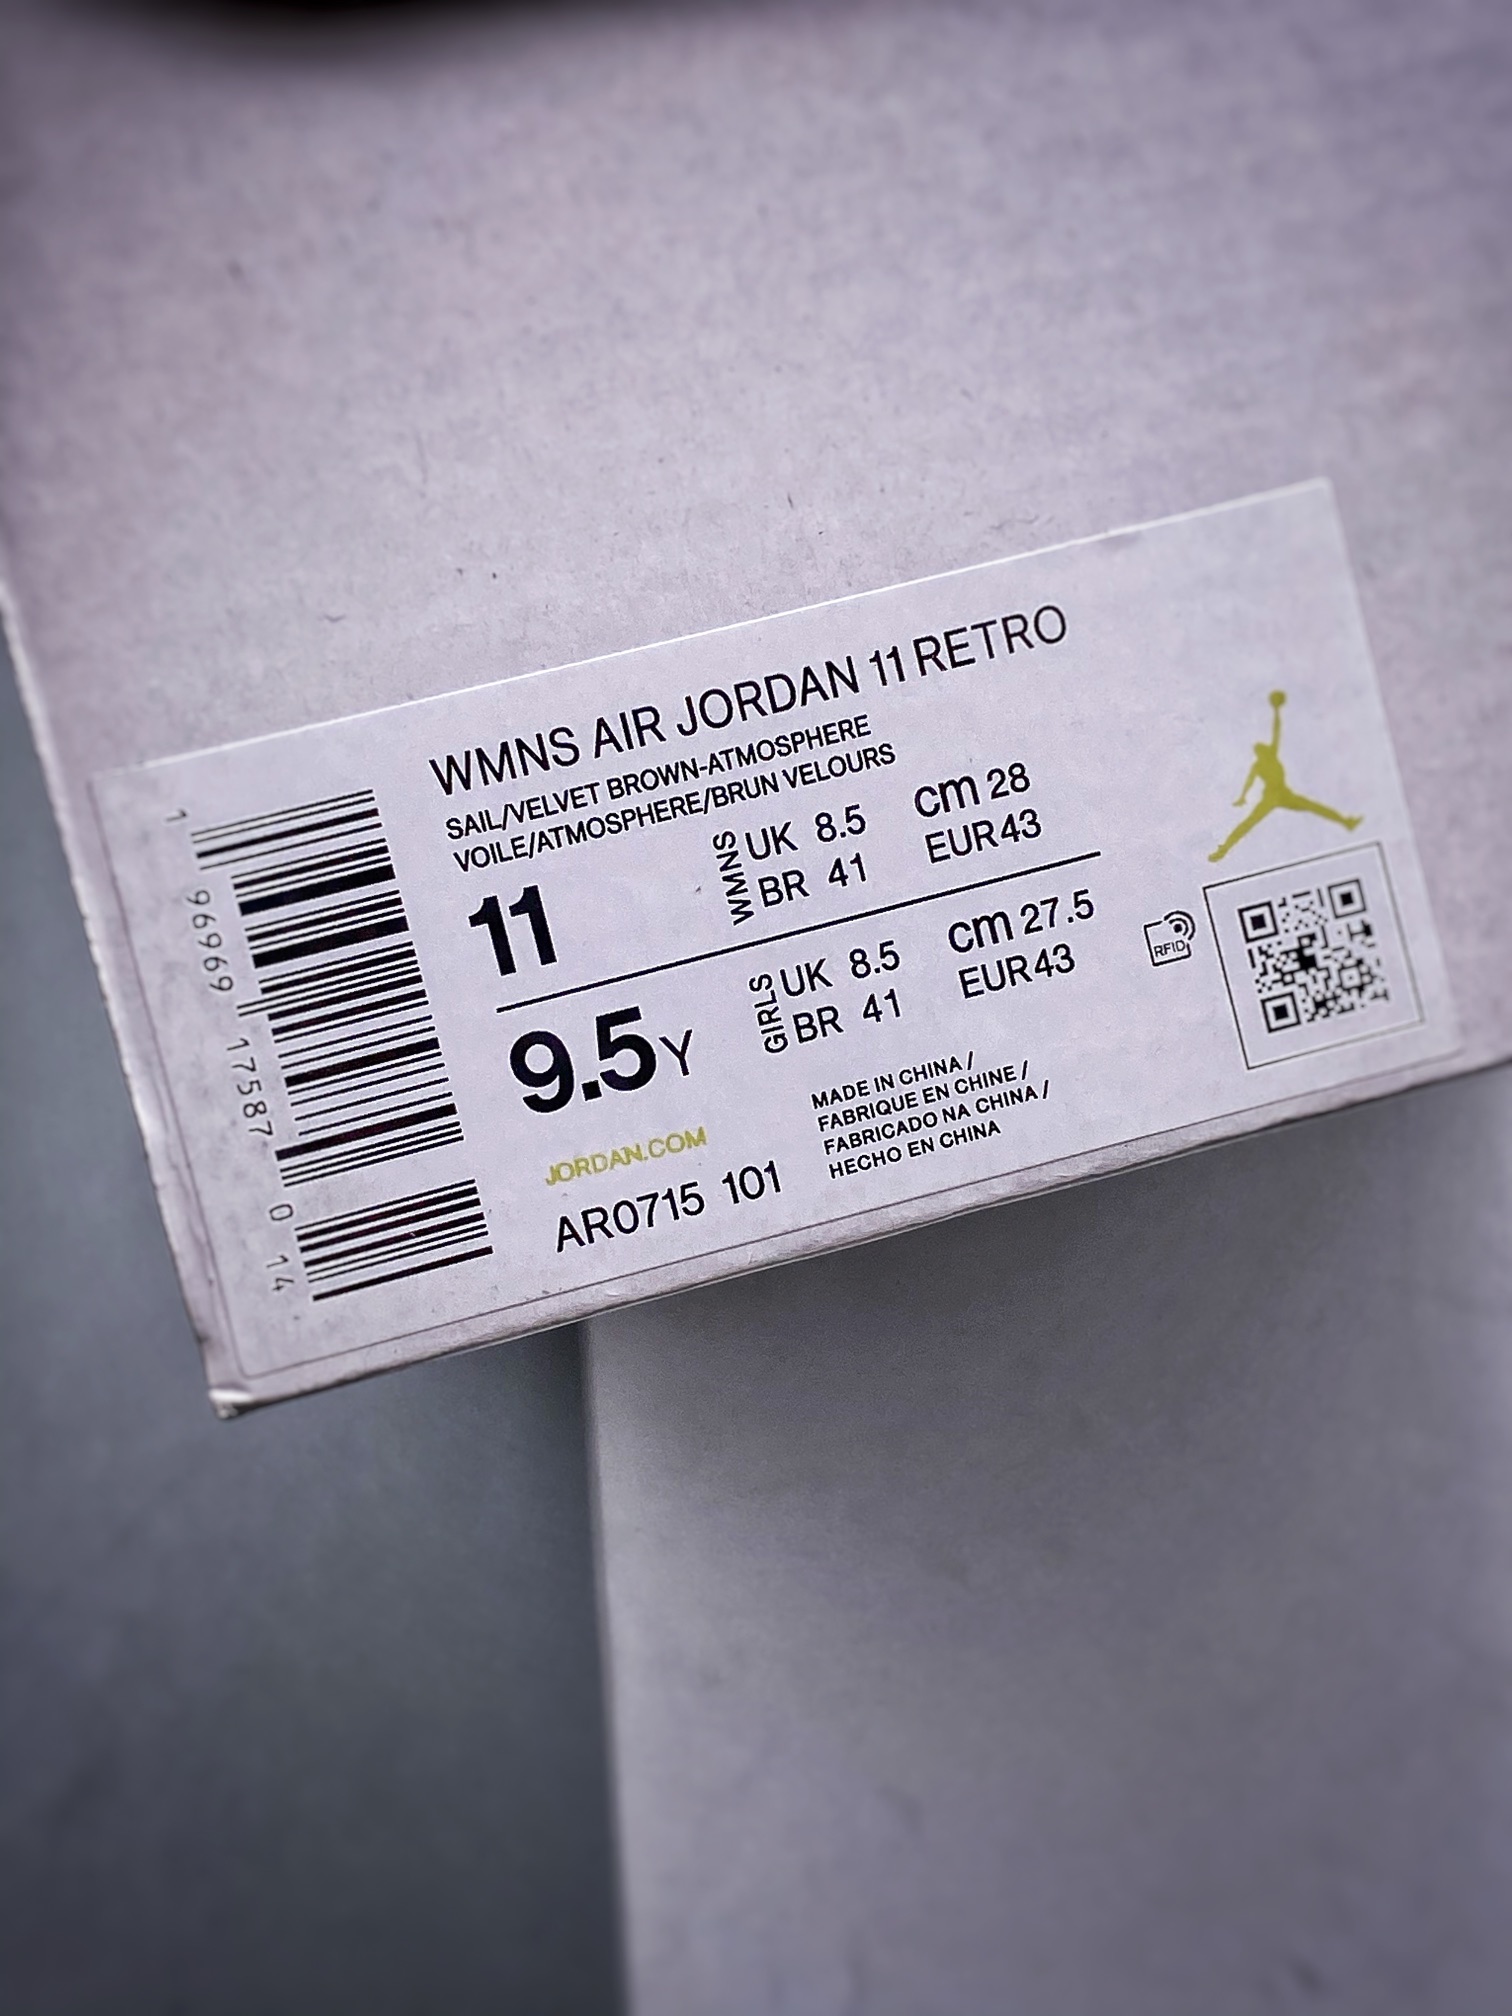 WMNS AIR JORDAN 11 RETRO
SAIL/VELVET BROWN-ATMOSPHERE
VOILE/ATMOSPHERE/BRUN VELOURS
11
WMNS
UK 8.5 cm 28
BR 41 EUR 43
9.5Y
GIRLS
UK 8.5 cm 27.5
BR 41 EUR 43
RFID
JORDAN.COM
AR0715 101
MADE IN CHINA /
FABRIQUE EN CHINE /
FABRICADO NA CHINA /
HECHO EN CHINA
1 96969 17587 0 14